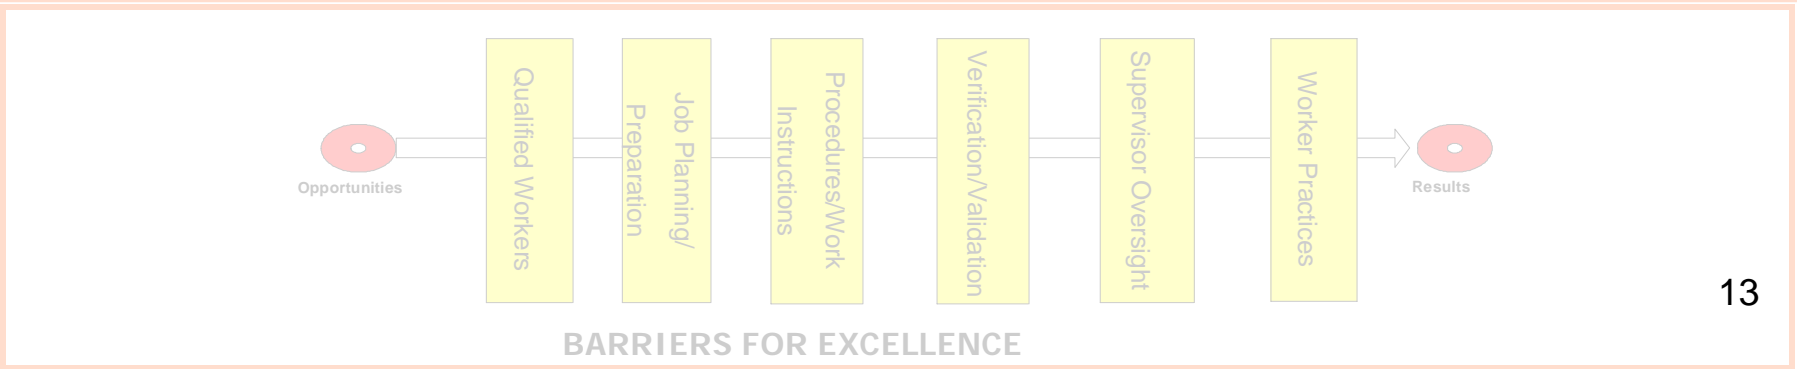 Opportunities
Qualified Workers
Job Planning/
Preparation
Procedures/Work
Instructions
Verification/Validation
Supervisor Oversight
Worker Practices
Results
13
BARRIERS FOR EXCELLENCE